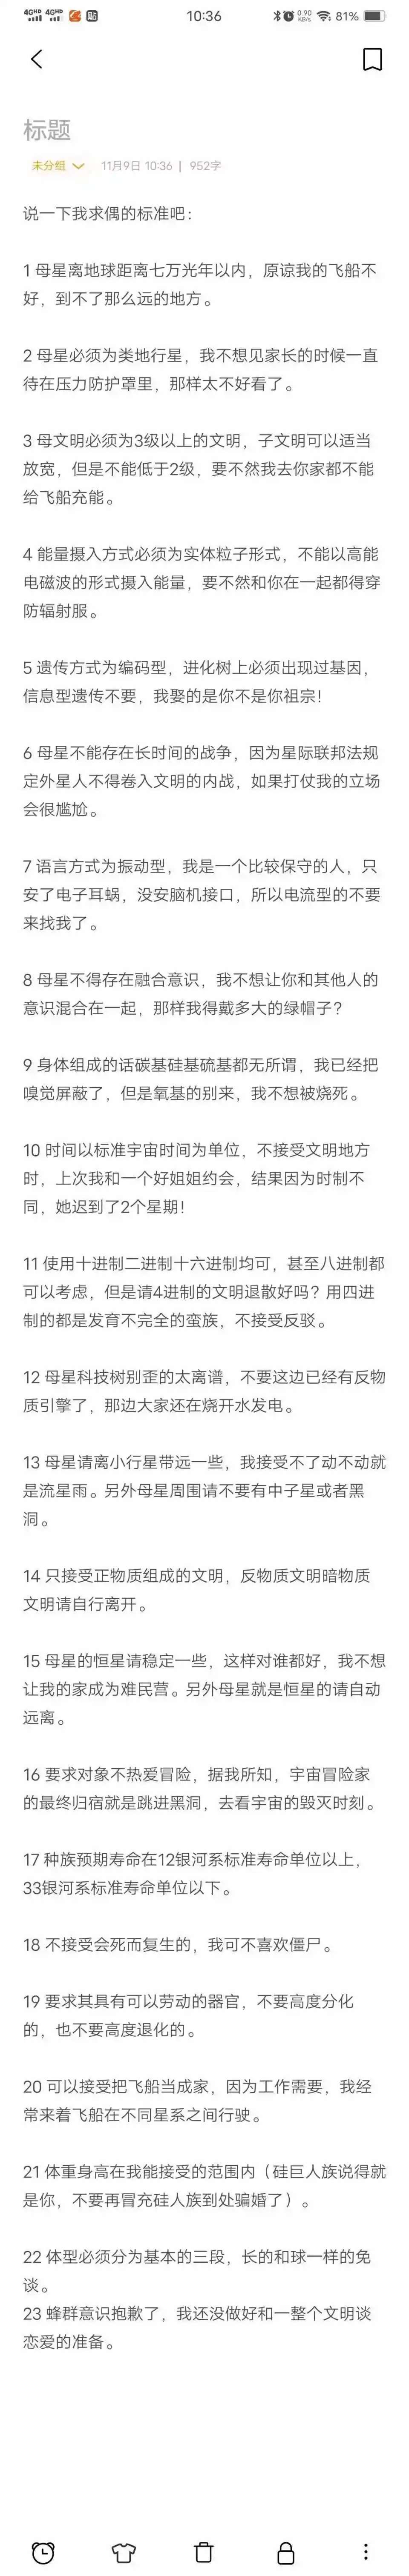 4GHD 4GHD 10:36 0.90 KB/s 81%
标题
未分组 11月9日 10:36 | 952字
说一下我求偶的标准吧：
1 母星离地球距离七万光年以内，原谅我的飞船不
好，到不了那么远的地方。
2 母星必须为类地行星，我不想见家长的时候一直
待在压力防护罩里，那样太不好看了。
3 母文明必须为3级以上的文明，子文明可以适当
放宽，但是不能低于2级，要不然我去你家都不能
给飞船充能。
4 能量摄入方式必须为实体粒子形式，不能以高能
电磁波的形式摄入能量，要不然和你在一起都得穿
防辐射服。
5 遗传方式为编码型，进化树上必须出现过基因，
信息型遗传不要，我娶的是你不是你祖宗！
6 母星不能存在长时间的战争，因为星际联邦法规
定外星人不得卷入文明的内战，如果打仗我的立场
会很尴尬。
7 语言方式为振动型，我是一个比较保守的人，只
安了电子耳蜗，没安脑机接口，所以电流型的不要
来找我了。
8 母星不得存在融合意识，我不想让你和其他人的
意识混合在一起，那样我得戴多大的绿帽子？
9 身体组成的话碳基硅基硫基都无所谓，我已经把
嗅觉屏蔽了，但是氧基的别来，我不想被烧死。
10 时间以标准宇宙时间为单位，不接受文明地方
时，上次我和一个好姐姐约会，结果因为时制不
同，她迟到了2个星期！
11 使用十进制二进制十六进制均可，甚至八进制都
可以考虑，但是请4进制的文明退散好吗？用四进
制的都是发育不完全的蛮族，不接受反驳。
12 母星科技树别歪的太离谱，不要这边已经有反物
质引擎了，那边大家还在烧开水发电。
13 母星请离小行星带远一些，我接受不了动不动就
是流星雨。另外母星周围请不要有中子星或者黑
洞。
14 只接受正物质组成的文明，反物质文明暗物质
文明请自行离开。
15 母星的恒星请稳定一些，这样对谁都好，我不想
让我的家成为难民营。另外母星就是恒星的请自动
远离。
16 要求对象不热爱冒险，据我所知，宇宙冒险家
的最终归宿就是跳进黑洞，去看宇宙的毁灭时刻。
17 种族预期寿命在12银河系标准寿命单位以上，
33银河系标准寿命单位以下。
18 不接受会死而复生的，我可不喜欢僵尸。
19 要求其具有可以劳动的器官，不要高度分化
的，也不要高度退化的。
20 可以接受把飞船当成家，因为工作需要，我经
常来着飞船在不同星系之间行驶。
21 体重身高在我能接受的范围内（硅巨人族说得就
是你，不要再冒充硅人族到处骗婚了）。
22 体型必须分为基本的三段，长的和球一样的免
谈。
23 蜂群意识抱歉了，我还没做好和一整个文明谈
恋爱的准备。